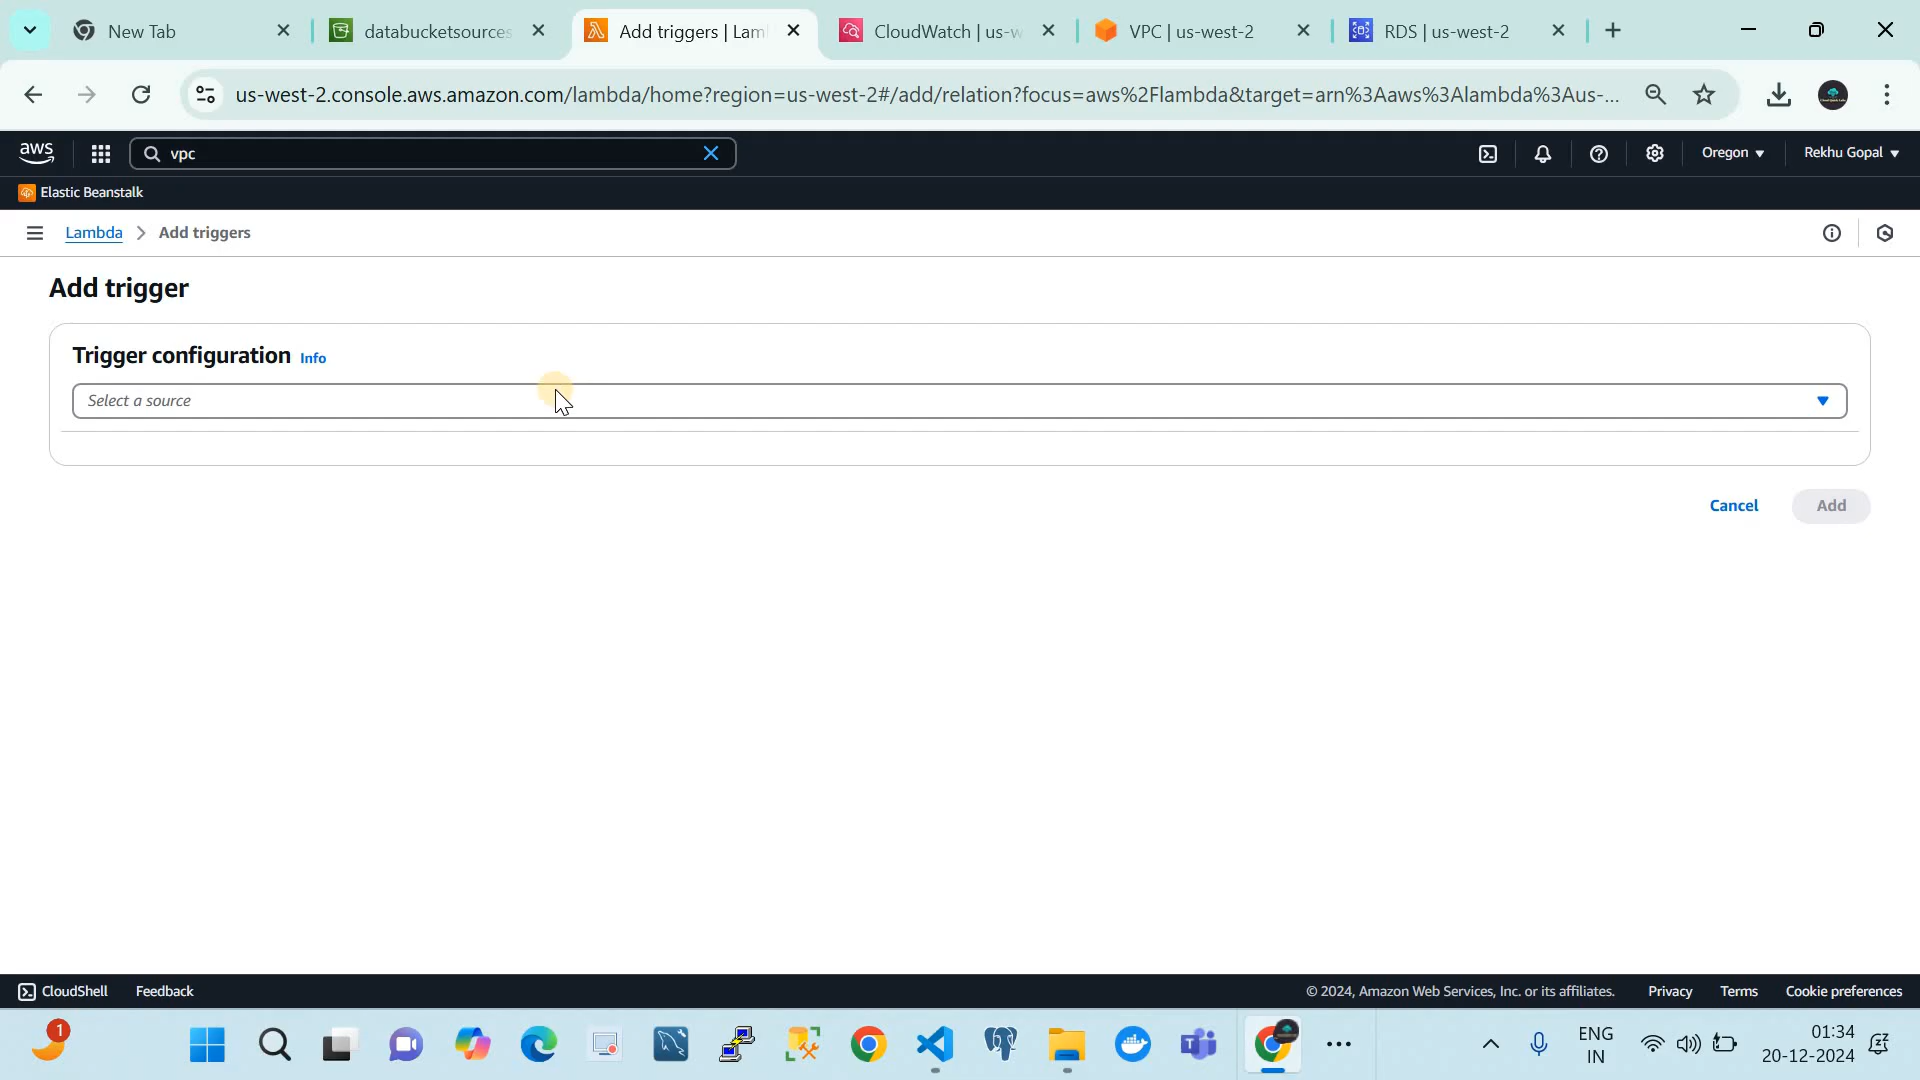 New Tab
databucketsources
Add triggers | Lam
CloudWatch | us-w
VPC | us-west-2
RDS | us-west-2
us-west-2.console.aws.amazon.com/lambda/home?region=us-west-2#/add/relation?focus=aws%2Flambda&target=arn%3Aaws%3Alambda%3Aus-...
aws
vpc
Oregon
Rekhu Gopal
Elastic Beanstalk
Lambda
Add triggers
Add trigger
Trigger configuration Info
Select a source
Cancel
Add
CloudShell
Feedback
© 2024, Amazon Web Services, Inc. or its affiliates.
Privacy
Terms
Cookie preferences
1
ENG
IN
01:34
20-12-2024